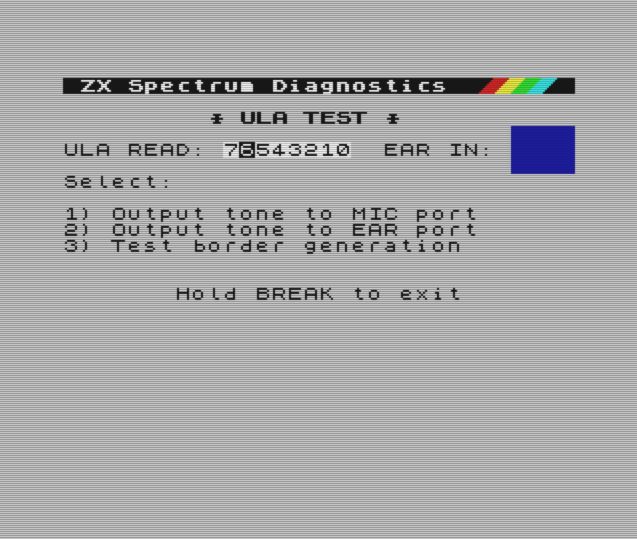 ZX Spectrum Diagnostics
* ULA TEST *
ULA READ: 76543210 EAR IN:
Select:
1) Output tone to MIC port
2) Output tone to EAR port
3) Test border generation
Hold BREAK to exit